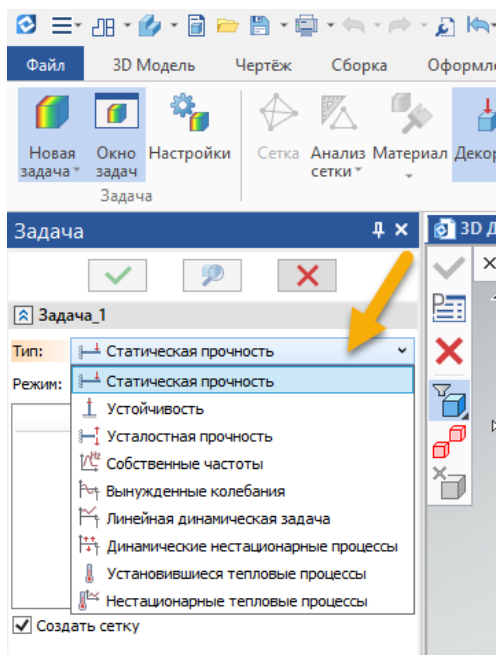 Файл 3D Модель Чертёж Сборка
Новая задача Окно задач Настройки Сетка Анализ сетки Материал
Задача
Задача
3D
Задача_1
Тип: Статическая прочность
Режим: Статическая прочность
Устойчивость
Усталостная прочность
Собственные частоты
Вынужденные колебания
Линейная динамическая задача
Динамические нестационарные процессы
Установившиеся тепловые процессы
Нестационарные тепловые процессы
Создать сетку